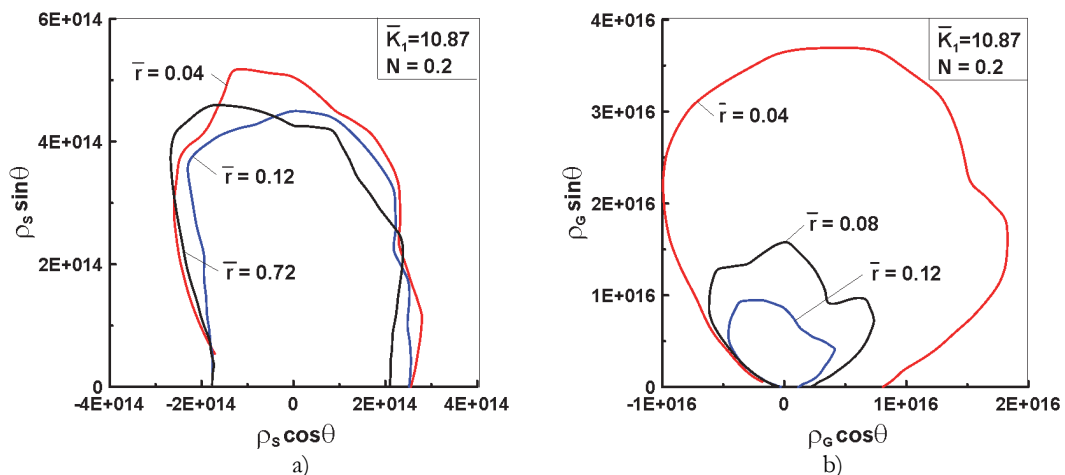 6E+014
4E+014
2E+014
0
-4E+014
-2E+014
0
2E+014
4E+014
ρS sinθ
ρS cosθ
K̄1=10.87
N = 0.2
r̄ = 0.04
r̄ = 0.12
r̄ = 0.72
a)
4E+016
3E+016
2E+016
1E+016
0
-1E+016
0
1E+016
2E+016
ρG sinθ
ρG cosθ
K̄1=10.87
N = 0.2
r̄ = 0.04
r̄ = 0.08
r̄ = 0.12
b)